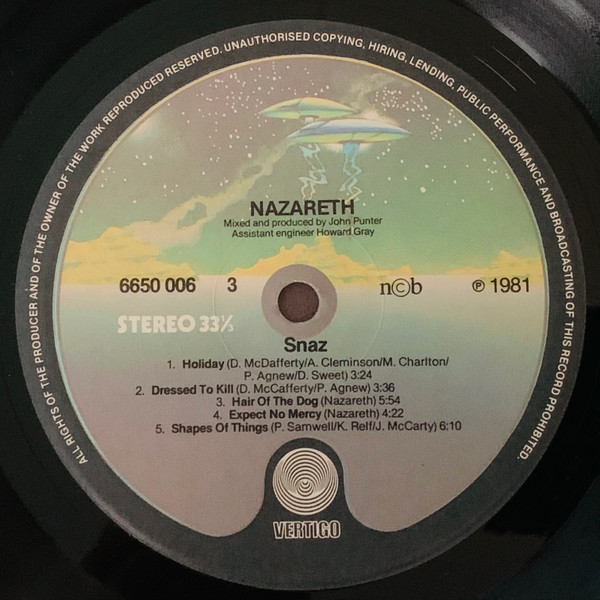 ALL RIGHTS OF THE PRODUCER AND OF THE OWNER OF THE WORK REPRODUCED RESERVED. UNAUTHORISED COPYING, HIRING, LENDING, PUBLIC PERFORMANCE AND BROADCASTING OF THIS RECORD PROHIBITED.
NAZARETH
Mixed and produced by John Punter
Assistant engineer Howard Gray
6650 006 3 n©b ℗ 1981
STEREO 33⅓
Snaz
1. Holiday (D. McDafferty/A. Cleminson/M. Charlton/
P. Agnew/D. Sweet) 3:24
2. Dressed To Kill (D. McCafferty/P. Agnew) 3:36
3. Hair Of The Dog (Nazareth) 5:54
4. Expect No Mercy (Nazareth) 4:22
5. Shapes Of Things (P. Samwell/K. Relf/J. McCarty) 6:10
VERTIGO